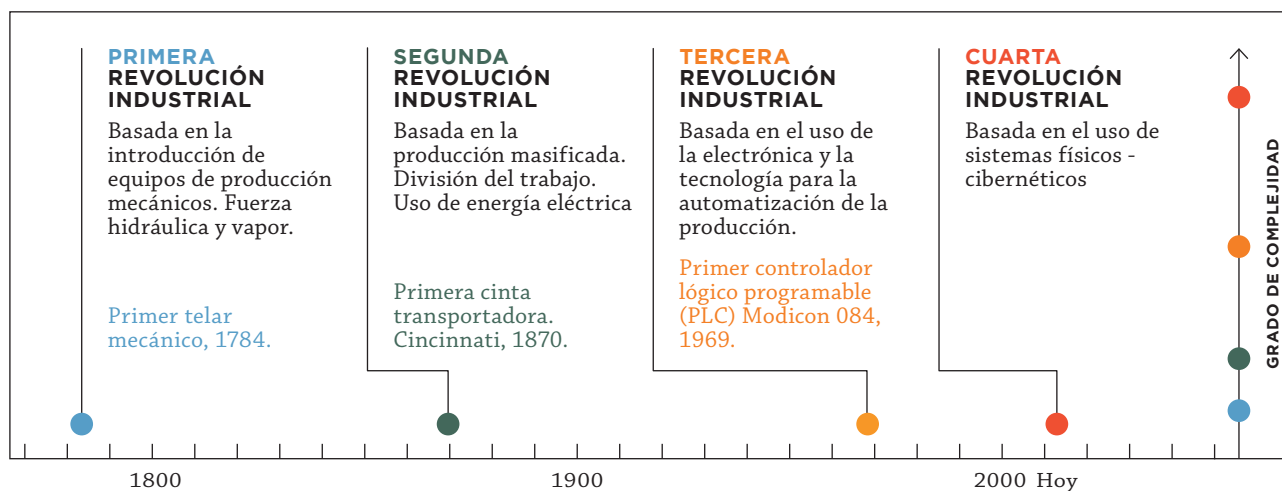 PRIMERA
REVOLUCIÓN
INDUSTRIAL
Basada en la
introducción de
equipos de producción
mecánicos. Fuerza
hidráulica y vapor.
Primer telar
mecánico, 1784.
SEGUNDA
REVOLUCIÓN
INDUSTRIAL
Basada en la
producción masificada.
División del trabajo.
Uso de energía eléctrica
Primera cinta
transportadora.
Cincinnati, 1870.
TERCERA
REVOLUCIÓN
INDUSTRIAL
Basada en el uso de
la electrónica y la
tecnología para la
automatización de la
producción.
Primer controlador
lógico programable
(PLC) Modicon 084,
1969.
CUARTA
REVOLUCIÓN
INDUSTRIAL
Basada en el uso de
sistemas físicos -
cibernéticos
GRADO DE COMPLEJIDAD
1800
1900
2000 Hoy